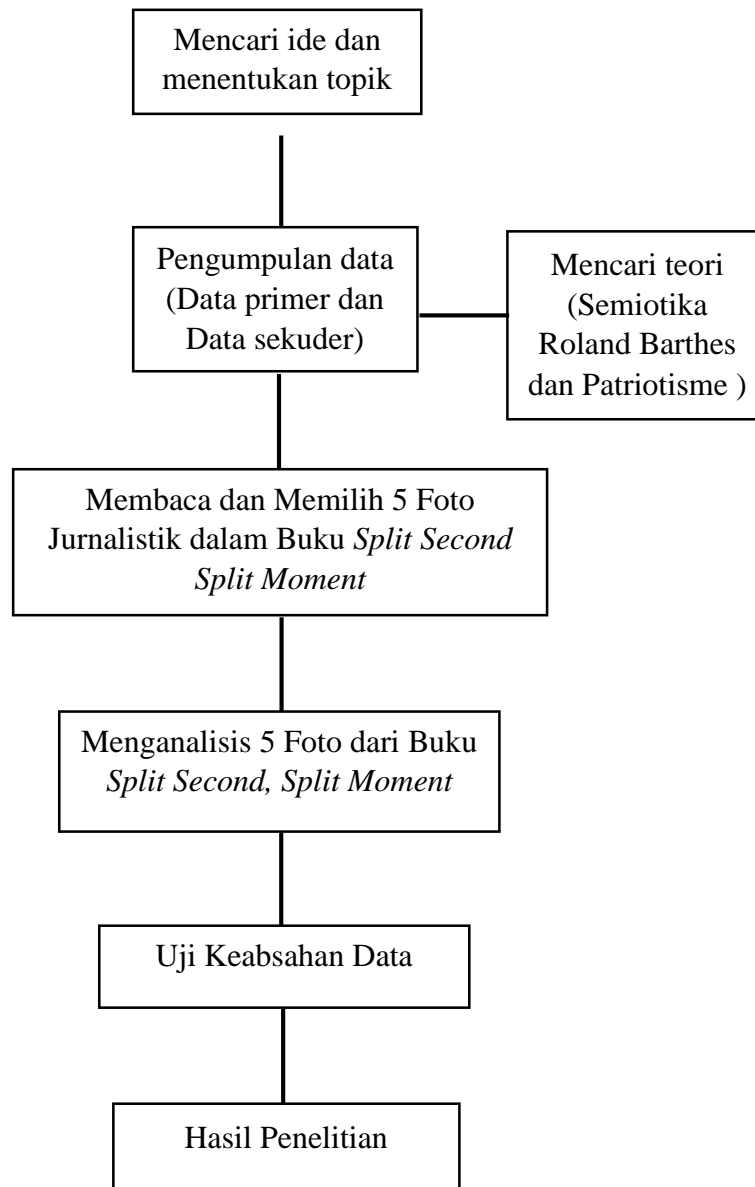 Mencari ide dan
menentukan topik
Pengumpulan data
(Data primer dan
Data sekuder)
Mencari teori
(Semiotika
Roland Barthes
dan Patriotisme )
Membaca dan Memilih 5 Foto
Jurnalistik dalam Buku Split Second
Split Moment
Menganalisis 5 Foto dari Buku
Split Second, Split Moment
Uji Keabsahan Data
Hasil Penelitian